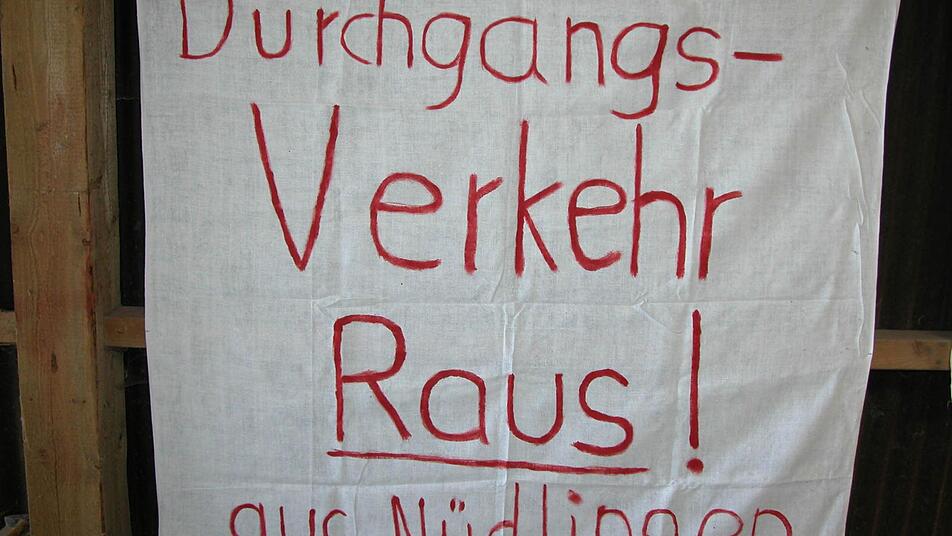 Durchgangs-
Verkehr
Raus!
aus Nüdlingen